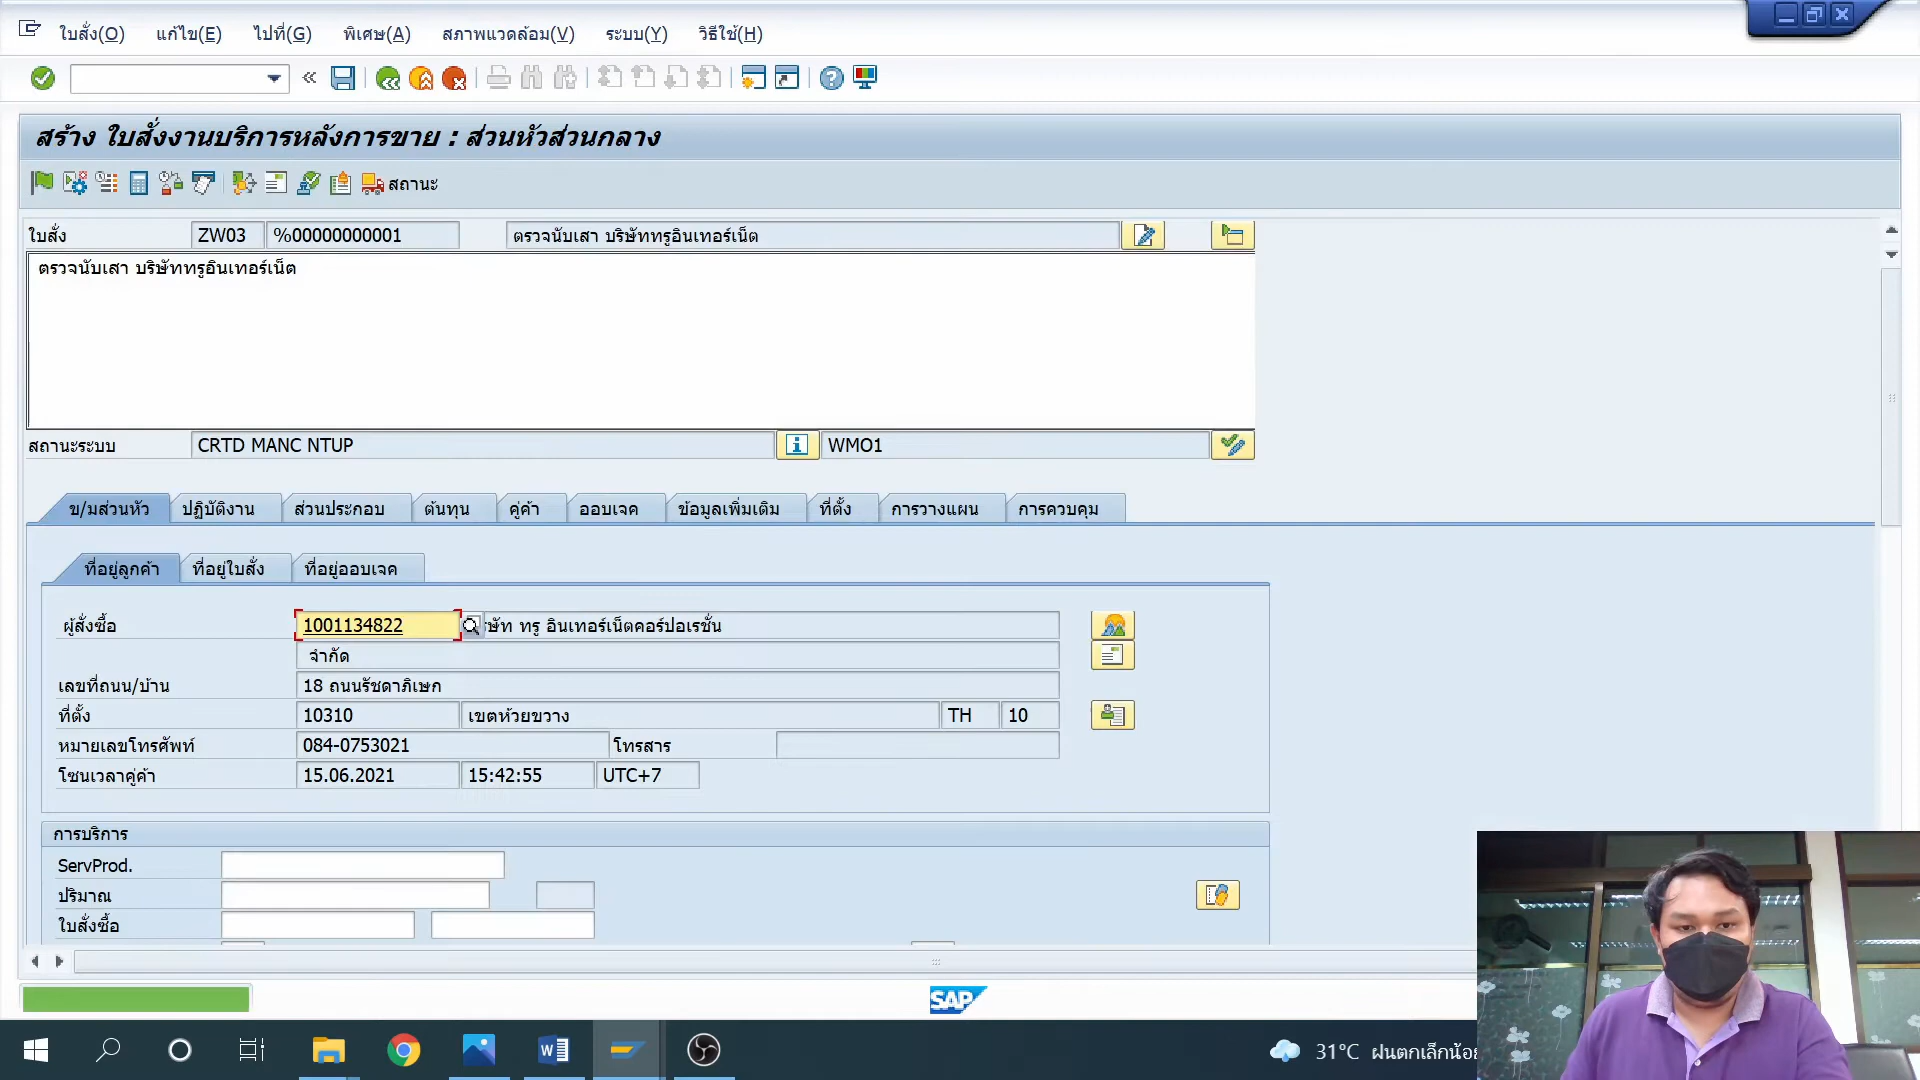 ใบสั่ง(O) แก้ไข(E) ไปที่(G) พิเศษ(A) สภาพแวดล้อม(V) ระบบ(Y) วิธีใช้(H)
สร้าง ใบสั่งงานบริการหลังการขาย : ส่วนหัวส่วนกลาง
สถานะ
ใบสั่ง ZW03 %00000000001 ตรวจนับเสา บริษัททรูอินเทอร์เน็ต
ตรวจนับเสา บริษัททรูอินเทอร์เน็ต
สถานะระบบ CRTD MANC NTUP WMO1
ข/มส่วนหัว ปฏิบัติงาน ส่วนประกอบ ต้นทุน คู่ค้า ออบเจค ข้อมูลเพิ่มเติม ที่ตั้ง การวางแผน การควบคุม
ที่อยู่ลูกค้า ที่อยู่ใบสั่ง ที่อยู่ออบเจค
ผู้สั่งซื้อ 1001134822 ทรู อินเทอร์เน็ตคอร์ปอเรชั่น
จำกัด
เลขที่ถนน/บ้าน 18 ถนนรัชดาภิเษก
ที่ตั้ง 10310 เขตห้วยขวาง TH 10
หมายเลขโทรศัพท์ 084-0753021 โทรสาร
โซนเวลาคู่ค้า 15.06.2021 15:42:55 UTC+7
การบริการ
ServProd.
ปริมาณ
ใบสั่งซื้อ
SAP
31°C ฝนตกเล็กน้อย